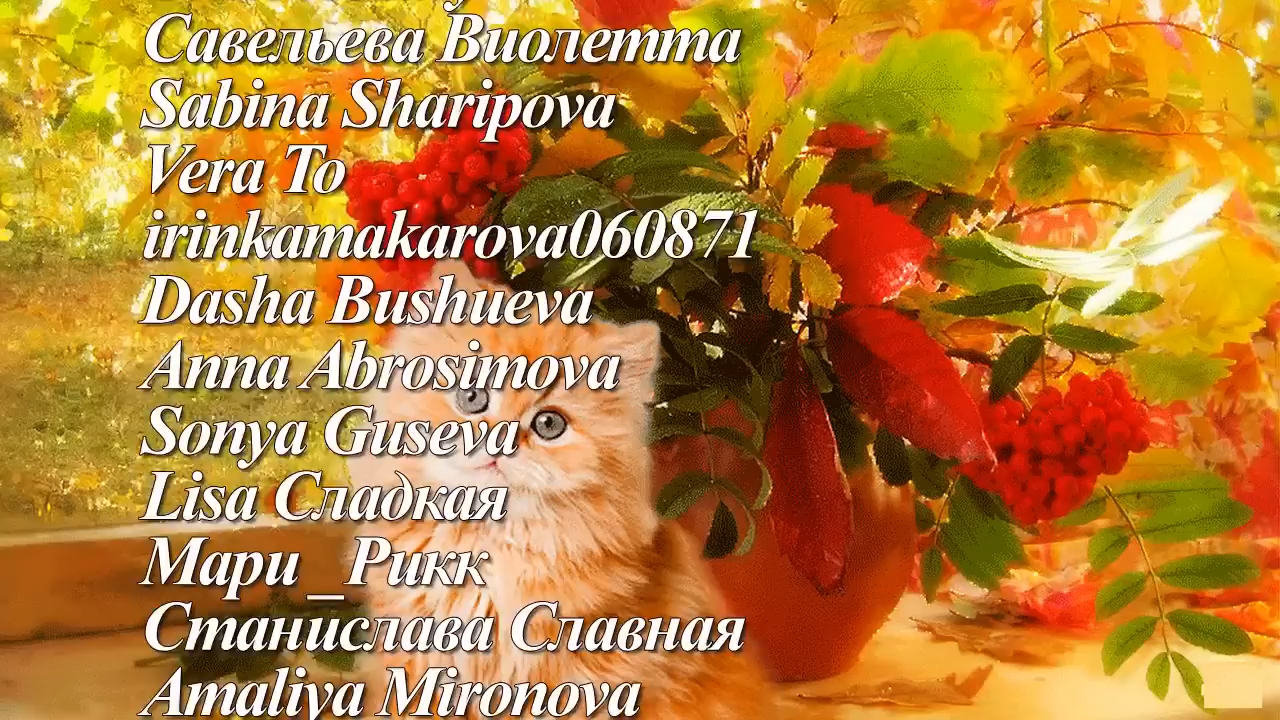 Савельева Виолетта
Sabina Sharipova
Vera To
irinkamakarova060871
Dasha Bushueva
Anna Abrosimova
Sonya Guseva
Lisa Сладкая
Мари _Рикк
Станислава Славная
Amaliya Mironova